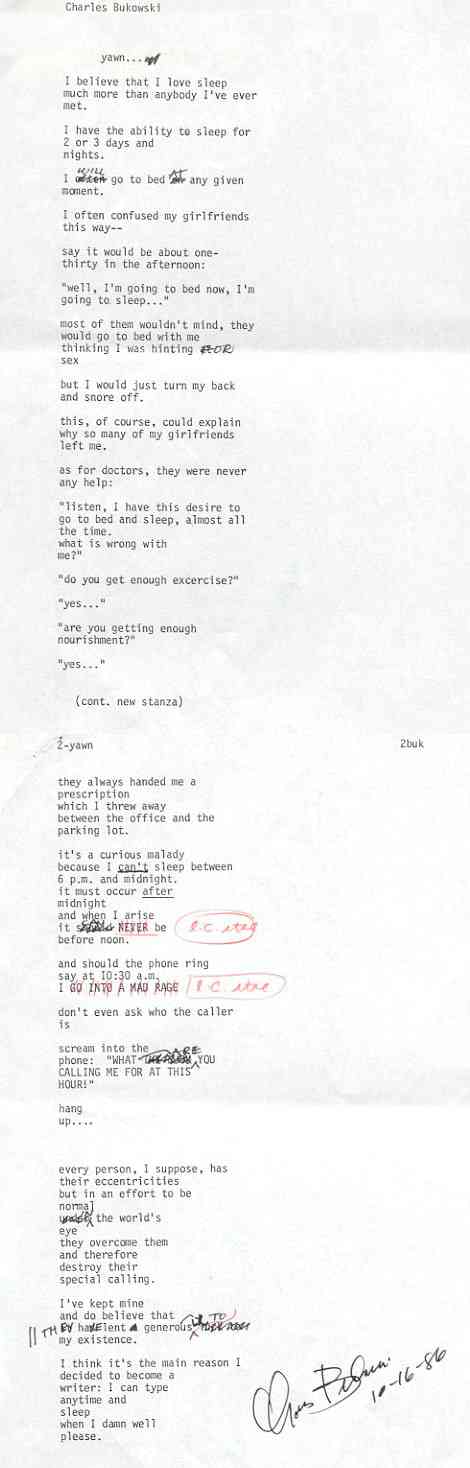 Charles Bukowski
yawn...
I believe that I love sleep
much more than anybody I've ever
met.
I have the ability to sleep for
2 or 3 days and
nights.
I will go to bed at any given
moment.
I often confused my girlfriends
this way--
say it would be about one-
thirty in the afternoon:
"well, I'm going to bed now, I'm
going to sleep..."
most of them wouldn't mind, they
would go to bed with me
thinking I was hinting FOR
sex
but I would just turn my back
and snore off.
this, of course, could explain
why so many of my girlfriends
left me.
as for doctors, they were never
any help:
"listen, I have this desire to
go to bed and sleep, almost all
the time.
what is wrong with
me?"
"do you get enough excercise?"
"yes..."
"are you getting enough
nourishment?"
"yes..."
(cont. new stanza)
2-yawn 2buk
they always handed me a
prescription
which I threw away
between the office and the
parking lot.
it's a curious malady
because I can't sleep between
6 p.m. and midnight.
it must occur after
midnight
and when I arise
it NEVER be l.c. ital
before noon.
and should the phone ring
say at 10:30 a.m.
I GO INTO A MAD RAGE l.c. ital
don't even ask who the caller
is
scream into the
phone: "WHAT ARE YOU
CALLING ME FOR AT THIS
HOUR!"
hang
up....
every person, I suppose, has
their eccentricities
but in an effort to be
normal
in the world's
eye
they overcome them
and therefore
destroy their
special calling.
I've kept mine
and do believe that
THEY HAVE lent generously TO
my existence.
I think it's the main reason I
decided to become a
writer: I can type
anytime and
sleep
when I damn well
please.
Chas Bukowski
10-16-86